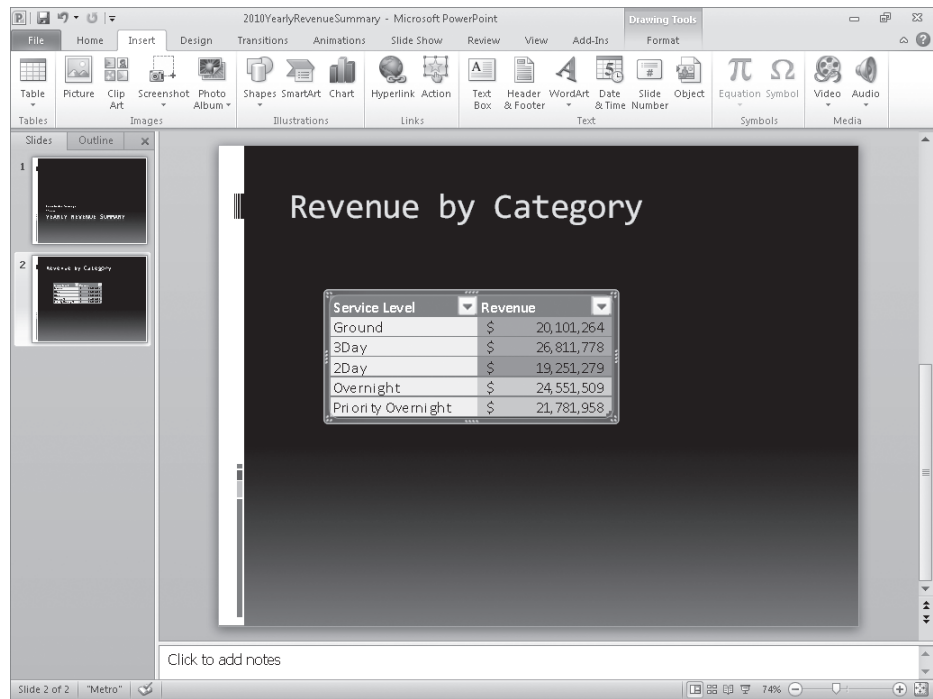 2010YearlyRevenueSummary - Microsoft PowerPoint
Drawing Tools
File Home Insert Design Transitions Animations Slide Show Review View Add-Ins Format
Table Picture Clip Art Screenshot Photo Album Shapes SmartArt Chart Hyperlink Action Text Box Header & Footer WordArt Date & Time Slide Number Object Equation Symbol Video Audio
Tables Images Illustrations Links Text Symbols Media
Slides Outline
1
YEARLY REVENUE SUMMARY
2
Revenue by Category
Revenue by Category
Service Level Revenue
Ground $ 20,101,264
3Day $ 26,811,778
2Day $ 19,251,279
Overnight $ 24,551,509
Priority Overnight $ 21,781,958
Click to add notes
Slide 2 of 2 "Metro" 74%